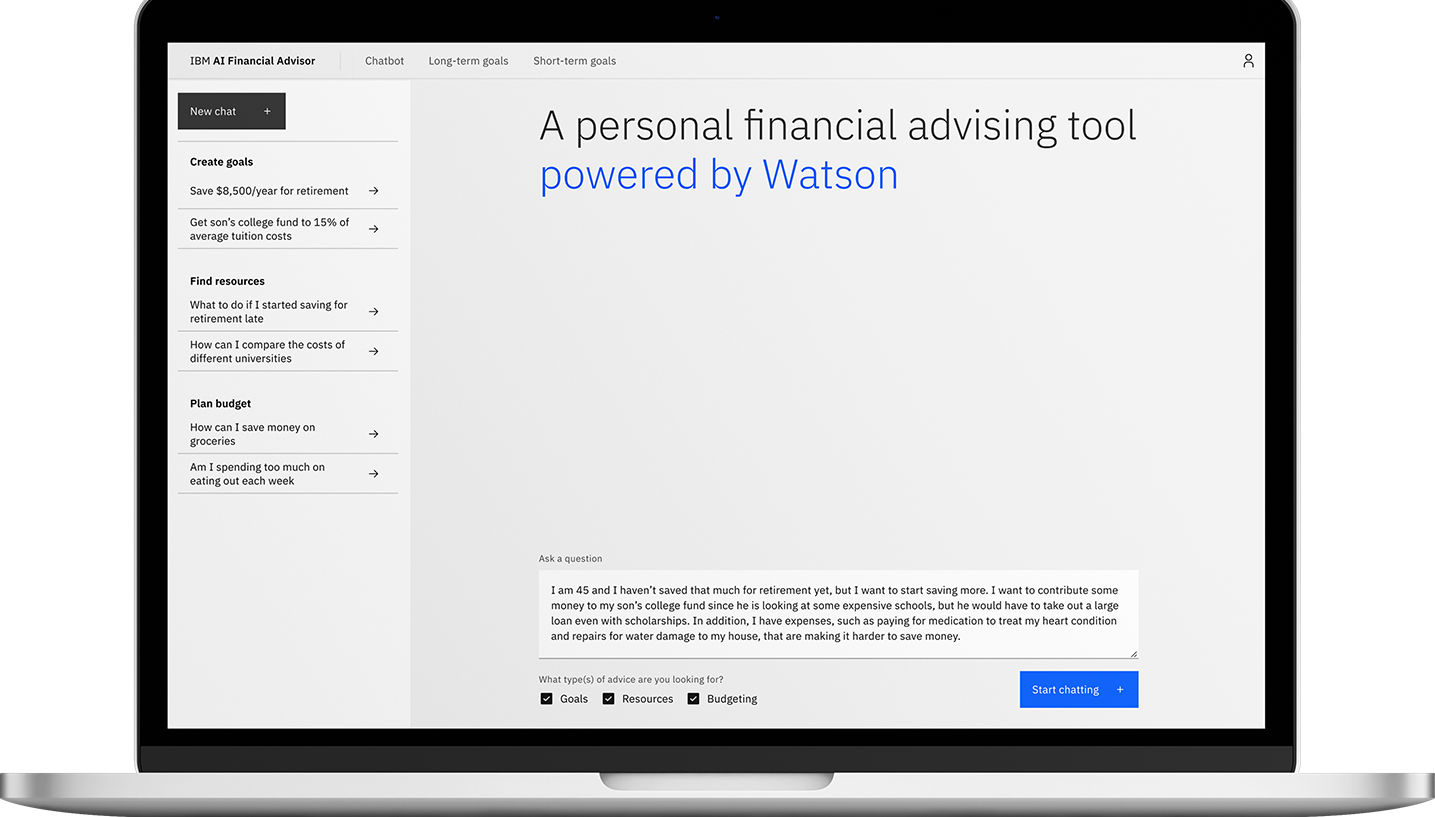 IBM AI Financial Advisor
Chatbot
Long-term goals
Short-term goals
New chat +
Create goals
Save $8,500/year for retirement
Get son’s college fund to 15% of
average tuition costs
Find resources
What to do if I started saving for
retirement late
How can I compare the costs of
different universities
Plan budget
How can I save money on
groceries
Am I spending too much on
eating out each week
A personal financial advising tool
powered by Watson
Ask a question
I am 45 and I haven’t saved that much for retirement yet, but I want to start saving more. I want to contribute some
money to my son’s college fund since he is looking at some expensive schools, but he would have to take out a large
loan even with scholarships. In addition, I have expenses, such as paying for medication to treat my heart condition
and repairs for water damage to my house, that are making it harder to save money.
What type(s) of advice are you looking for?
Goals
Resources
Budgeting
Start chatting +